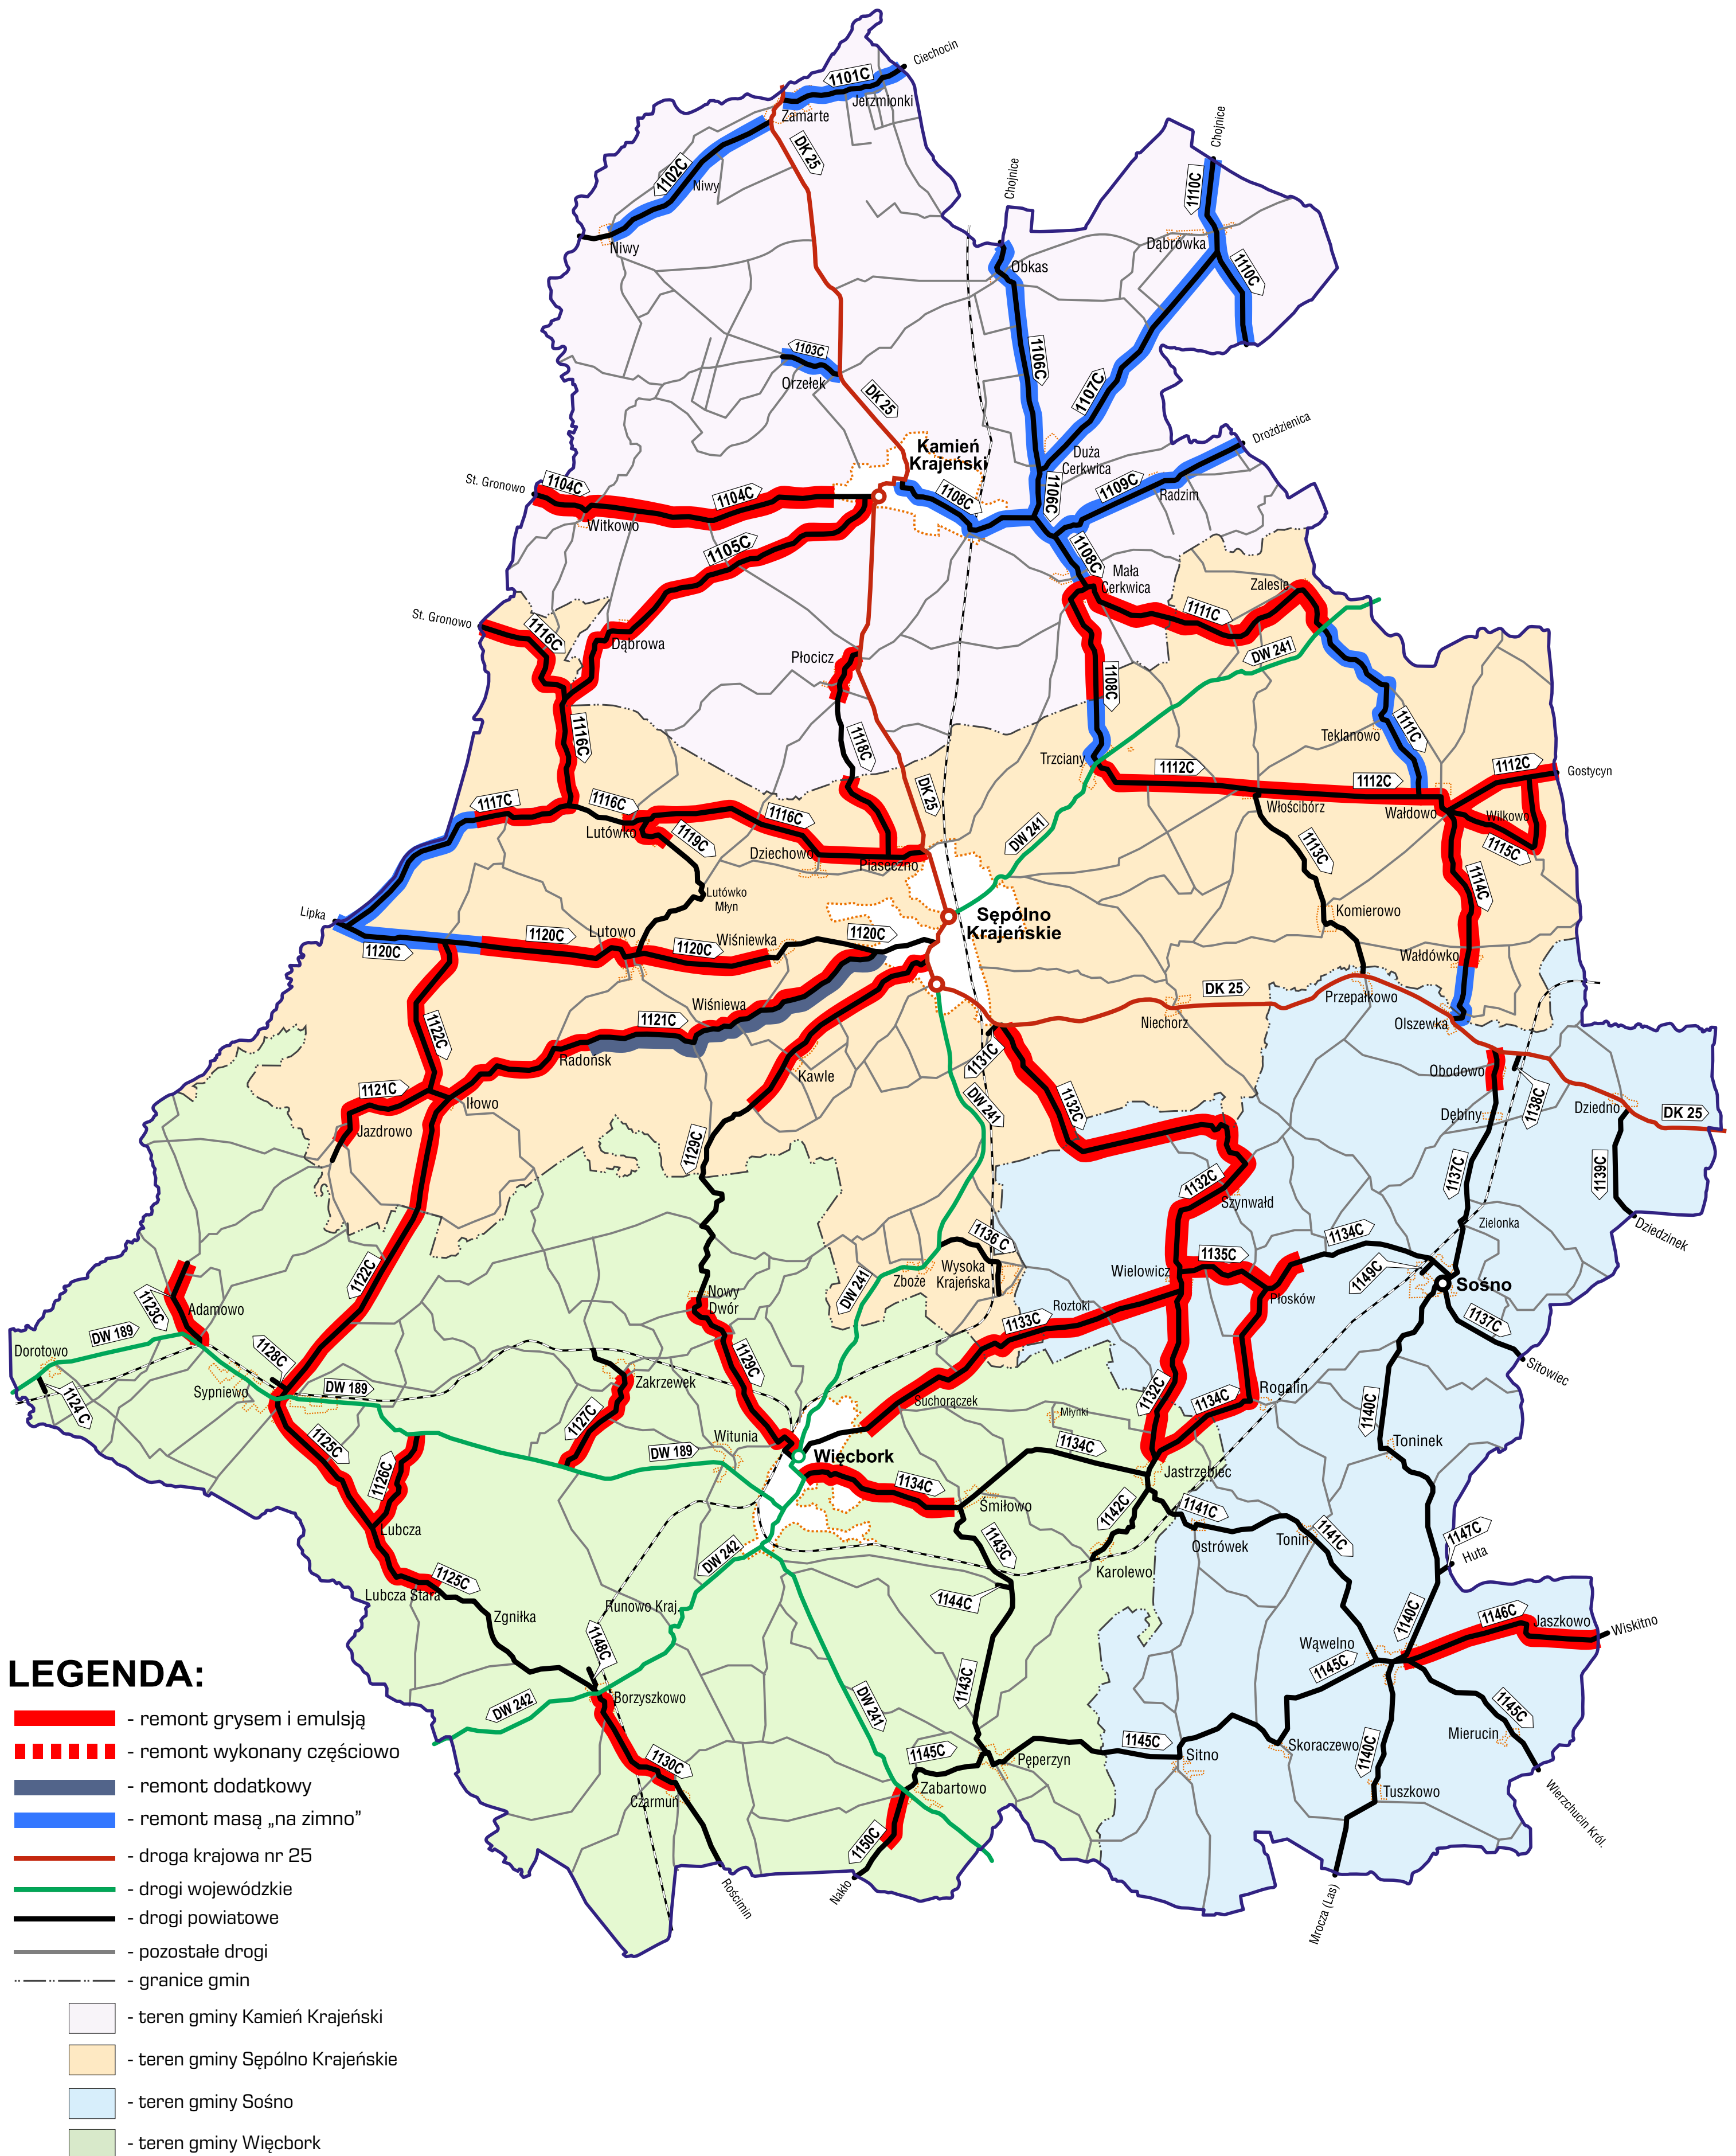 Ciechocin
1101C
Jerzmionki
Zamarte
DK 25
1102C
Niwy
Niwy
Chojnice
Chojnice
1110C
Dąbrówka
1110C
Obkas
1106C
1107C
1103C
Orzełek
DK 25
Kamień
Krajeński
Duża
Cerkwica
Drożdzienica
1109C
Radzim
1106C
1108C
St. Gronowo
1104C
1104C
Witkowo
1105C
1108C
Mała
Cerkwica
Zalesie
1111C
DW 241
St. Gronowo
1116C
Dąbrowa
Płocicz
1108C
1116C
1118C
Teklanowo
1111C
Trzciany
1112C
1112C
1112C
Gostycyn
DK 25
1117C
1116C
Lutówko
1119C
1116C
Dziechowo
Piaseczno
DW 241
Włościbórz
Wałdowo
Wilkowo
1115C
1113C
1114C
Lutówko
Młyn
Lipka
1120C
1120C
Lutowo
1120C
Wiśniewka
1120C
Sępólno
Krajeńskie
Komierowo
Wałdówko
Przepałkowo
Olszewka
DK 25
Niechorz
Wiśniewa
1121C
Radońsk
1122C
1121C
Iłowo
Jazdrowo
Kawle
1131C
DW 241
1132C
1129C
Obodowo
1138C
Dębiny
Dziedno
DK 25
1137C
1139C
Zielonka
Dziedzinek
1132C
Szynwałd
1134C
1136 C
Wysoka
Krajeńska
Zboże
DW 241
Wielowicz
1135C
Płosków
1149C
Sośno
1137C
Sitowiec
1122C
1123C
Adamowo
DW 189
Dorotowo
1124 C
1128C
Sypniewo
DW 189
Nowy
Dwór
1129C
Roztoki
1133C
Zakrzewek
1127C
Suchorączek
Młynki
1132C
1134C
Rogalin
1140C
Toninek
1125C
1126C
Witunia
DW 189
Więcbork
1134C
1134C
Jastrzębiec
Śmiłowo
1142C
1141C
Ostrówek
Tonin
1141C
1147C
Huta
Lubcza
1125C
Lubcza Stara
Zgniłka
DW 242
Runowo Kraj.
1143C
1144C
Karolewo
1140C
1146C
Jaszkowo
Wiskitno
Wąwelno
1145C
1148C
Borzyszkowo
DW 242
1143C
DW 241
1145C
Mierucin
Wierzchucin Król.
1130C
Czarmuń
1145C
Pęperzyn
1145C
Sitno
Skoraczewo
1140C
Tuszkowo
Zabartowo
1150C
Nakło
Rościmin
Mrocza (Las)
LEGENDA:
- remont grysem i emulsją
- remont wykonany częściowo
- remont dodatkowy
- remont masą „na zimno”
- droga krajowa nr 25
- drogi wojewódzkie
- drogi powiatowe
- pozostałe drogi
- granice gmin
- teren gminy Kamień Krajeński
- teren gminy Sępólno Krajeńskie
- teren gminy Sośno
- teren gminy Więcbork